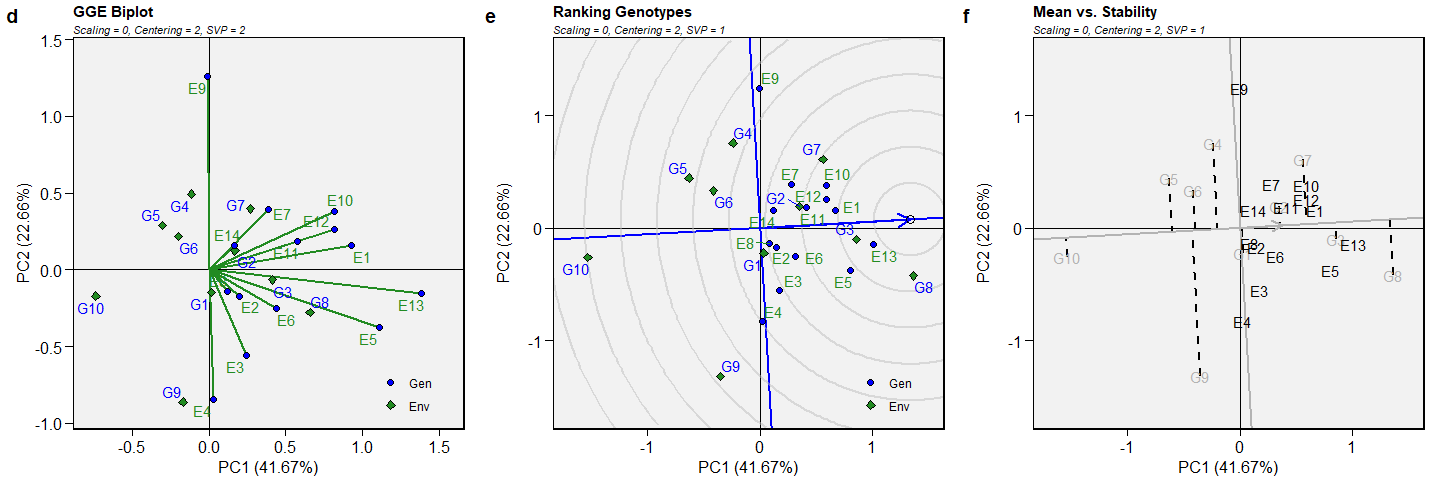 d
GGE Biplot
Scaling = 0, Centering = 2, SVP = 2
1.5
1.0
0.5
0.0
-0.5
-1.0
-0.5
0.0
0.5
1.0
1.5
PC1 (41.67%)
PC2 (22.66%)
E9
G4
G5
G6
G7
E7
E10
E12
E14
E11
E1
G2
G1
E2
G3
G8
E6
E13
E5
G10
E3
G9
E4
Gen
Env
e
Ranking Genotypes
Scaling = 0, Centering = 2, SVP = 1
1
0
-1
-1
0
1
PC1 (41.67%)
PC2 (22.66%)
E9
G4
G7
G5
E7
E10
G2
E12
E14
E11
E1
G3
E8
E2
E6
E13
G1
G10
E3
E5
G8
E4
G9
Gen
Env
f
Mean vs. Stability
Scaling = 0, Centering = 2, SVP = 1
1
0
-1
-1
0
1
PC1 (41.67%)
PC2 (22.66%)
E9
G4
G7
G5
G6
E7
E10
E12
E14
E11
E1
G3
E13
E8
E2
E6
G1
G10
E5
G8
E3
E4
G9